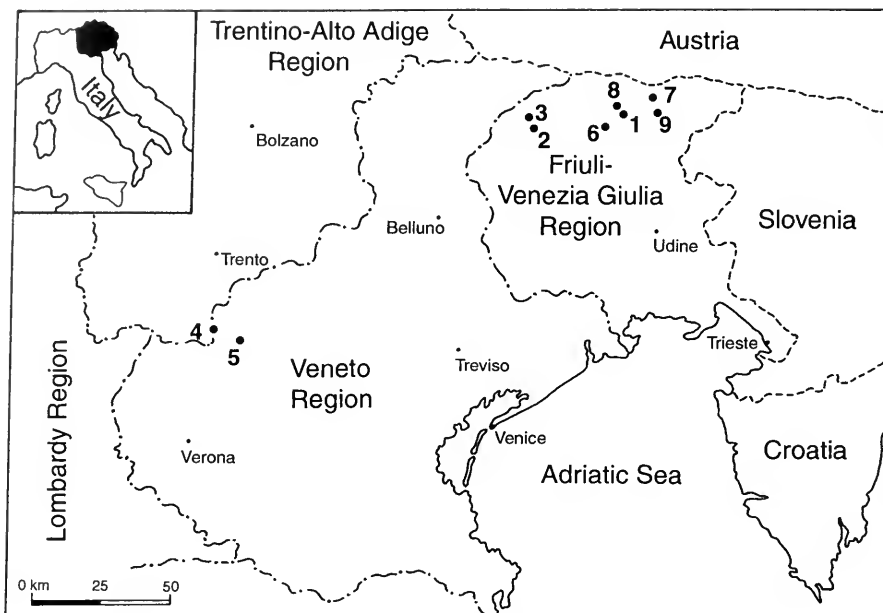 Trentino-Alto Adige
Region
Austria
Italy
Bolzano
8
7
3
1
9
2
6
Friuli-
Venezia Giulia
Region
Slovenia
Belluno
Udine
Trento
4
5
Trieste
Veneto
Region
Treviso
Lombardy Region
Verona
Venice
Adriatic Sea
Croatia
0 km 25 50